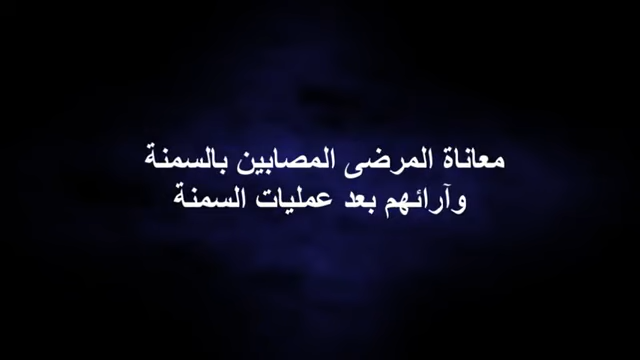 معاناة المرضى المصابين بالسمنة
وآرائهم بعد عمليات السمنة